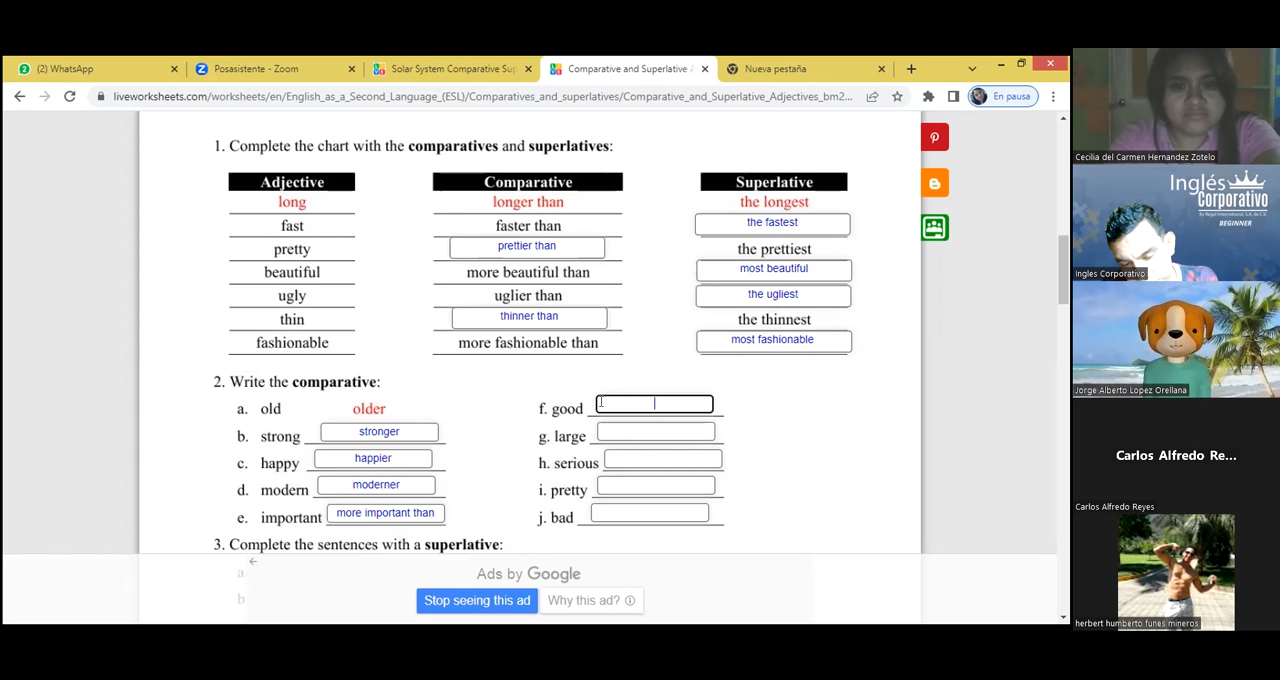 (2) WhatsApp
Posasistente - Zoom
Solar System Comparative Sup
Comparative and Superlative A
Nueva pestaña
liveworksheets.com/worksheets/en/English_as_a_Second_Language_(ESL)/Comparatives_and_superlatives/Comparative_and_Superlative_Adjectives_bm2...
En pausa
1. Complete the chart with the comparatives and superlatives:
Adjective Comparative Superlative
long longer than the longest
fast faster than the fastest
pretty prettier than the prettiest
beautiful more beautiful than most beautiful
ugly uglier than the ugliest
thin thinner than the thinnest
fashionable more fashionable than most fashionable
2. Write the comparative:
a. old older
b. strong stronger
c. happy happier
d. modern moderner
e. important more important than
f. good
g. large
h. serious
i. pretty
j. bad
3. Complete the sentences with a superlative:
a
b
Ads by Google
Stop seeing this ad
Why this ad?
Cecilia del Carmen Hernandez Zotelo
Inglés
Corporativo
By Regal International, S.A. de C.V.
BEGINNER
Ingles Corporativo
Jorge Alberto Lopez Orellana
Carlos Alfredo Re...
Carlos Alfredo Reyes
herbert humberto funes mineros